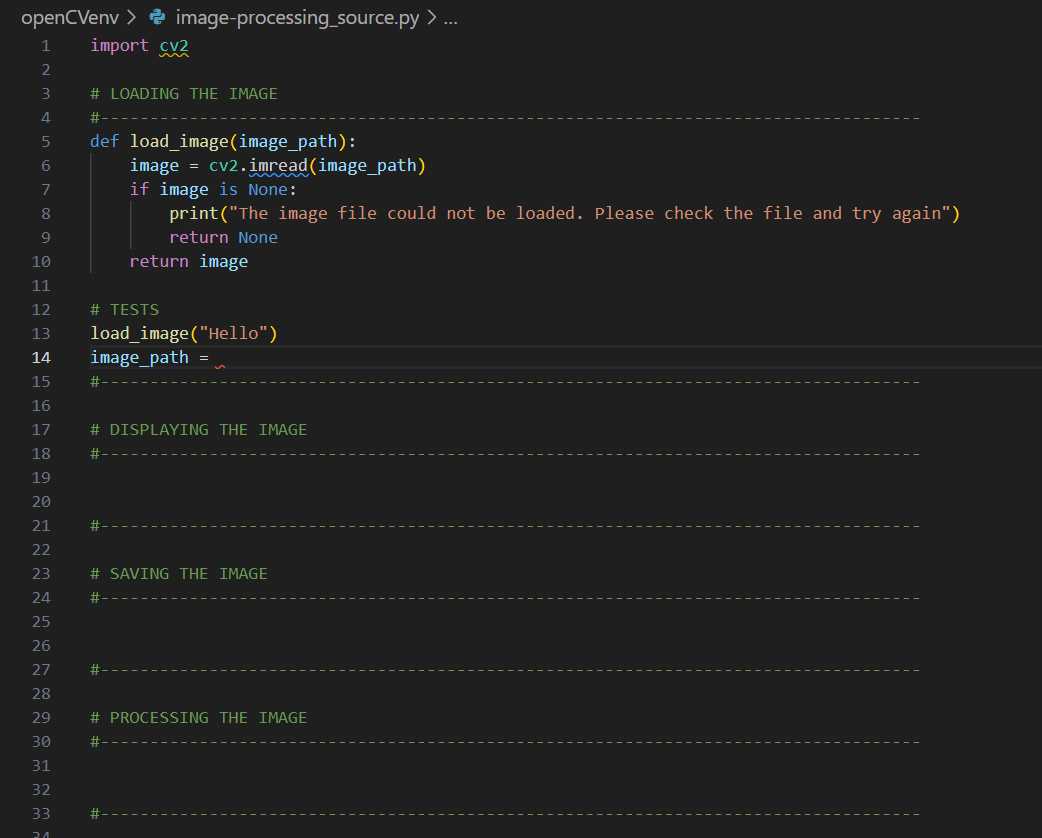 openCVenv > image-processing_source.py > ...
1 import cv2
2
3 # LOADING THE IMAGE
4 #-----------------------------------------------------------------------------------
5 def load_image(image_path):
6     image = cv2.imread(image_path)
7     if image is None:
8         print("The image file could not be loaded. Please check the file and try again")
9         return None
10     return image
11
12 # TESTS
13 load_image("Hello")
14 image_path =
15 #-----------------------------------------------------------------------------------
16
17 # DISPLAYING THE IMAGE
18 #-----------------------------------------------------------------------------------
19
20
21 #-----------------------------------------------------------------------------------
22
23 # SAVING THE IMAGE
24 #-----------------------------------------------------------------------------------
25
26
27 #-----------------------------------------------------------------------------------
28
29 # PROCESSING THE IMAGE
30 #-----------------------------------------------------------------------------------
31
32
33 #-----------------------------------------------------------------------------------
34